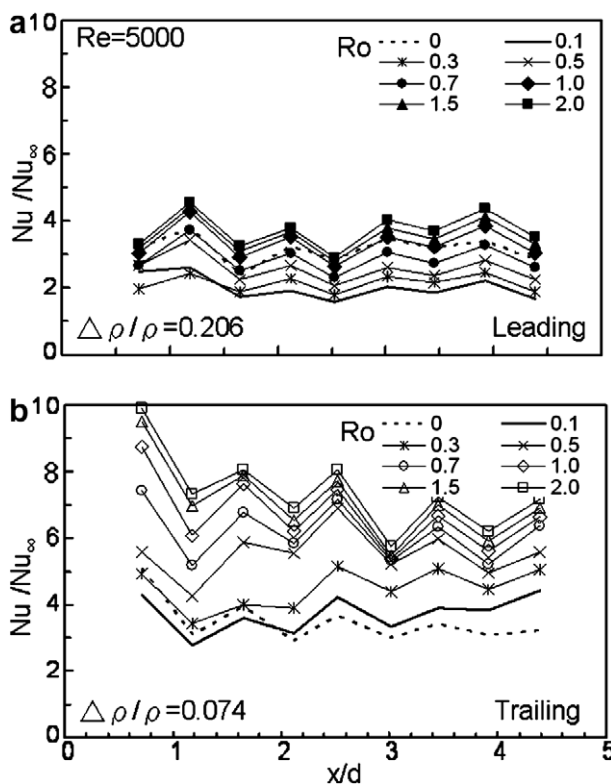 a
10
Re=5000
Ro
0
0.1
0.3
0.5
0.7
1.0
1.5
2.0
8
6
4
2
0
Nu/Nu∞
△ρ/ρ=0.206
Leading
b
10
Ro
0
0.1
0.3
0.5
0.7
1.0
1.5
2.0
8
6
4
2
0
Nu/Nu∞
△ρ/ρ=0.074
Trailing
0 1 2 3 4 5
x/d